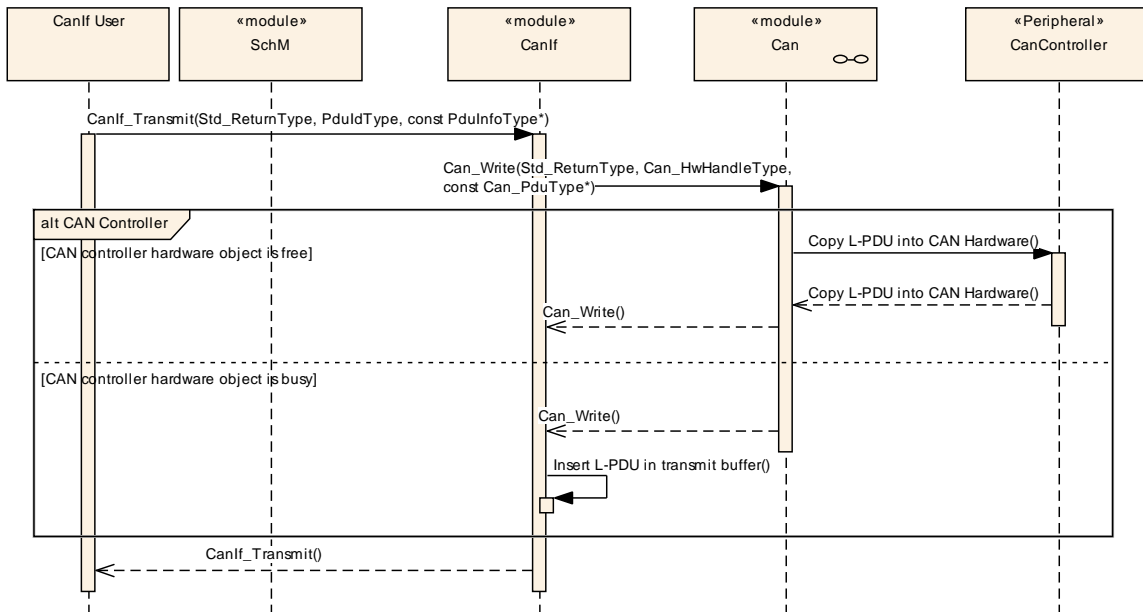 CanIf User
«module»
SchM
«module»
CanIf
«module»
Can
«Peripheral»
CanController
CanIf_Transmit(Std_ReturnType, PduIdType, const PduInfoType*)
Can_Write(Std_ReturnType, Can_HwHandleType,
const Can_PduType*)
alt CAN Controller
[CAN controller hardware object is free]
Copy L-PDU into CAN Hardware()
Copy L-PDU into CAN Hardware()
Can_Write()
[CAN controller hardware object is busy]
Can_Write()
Insert L-PDU in transmit buffer()
CanIf_Transmit()